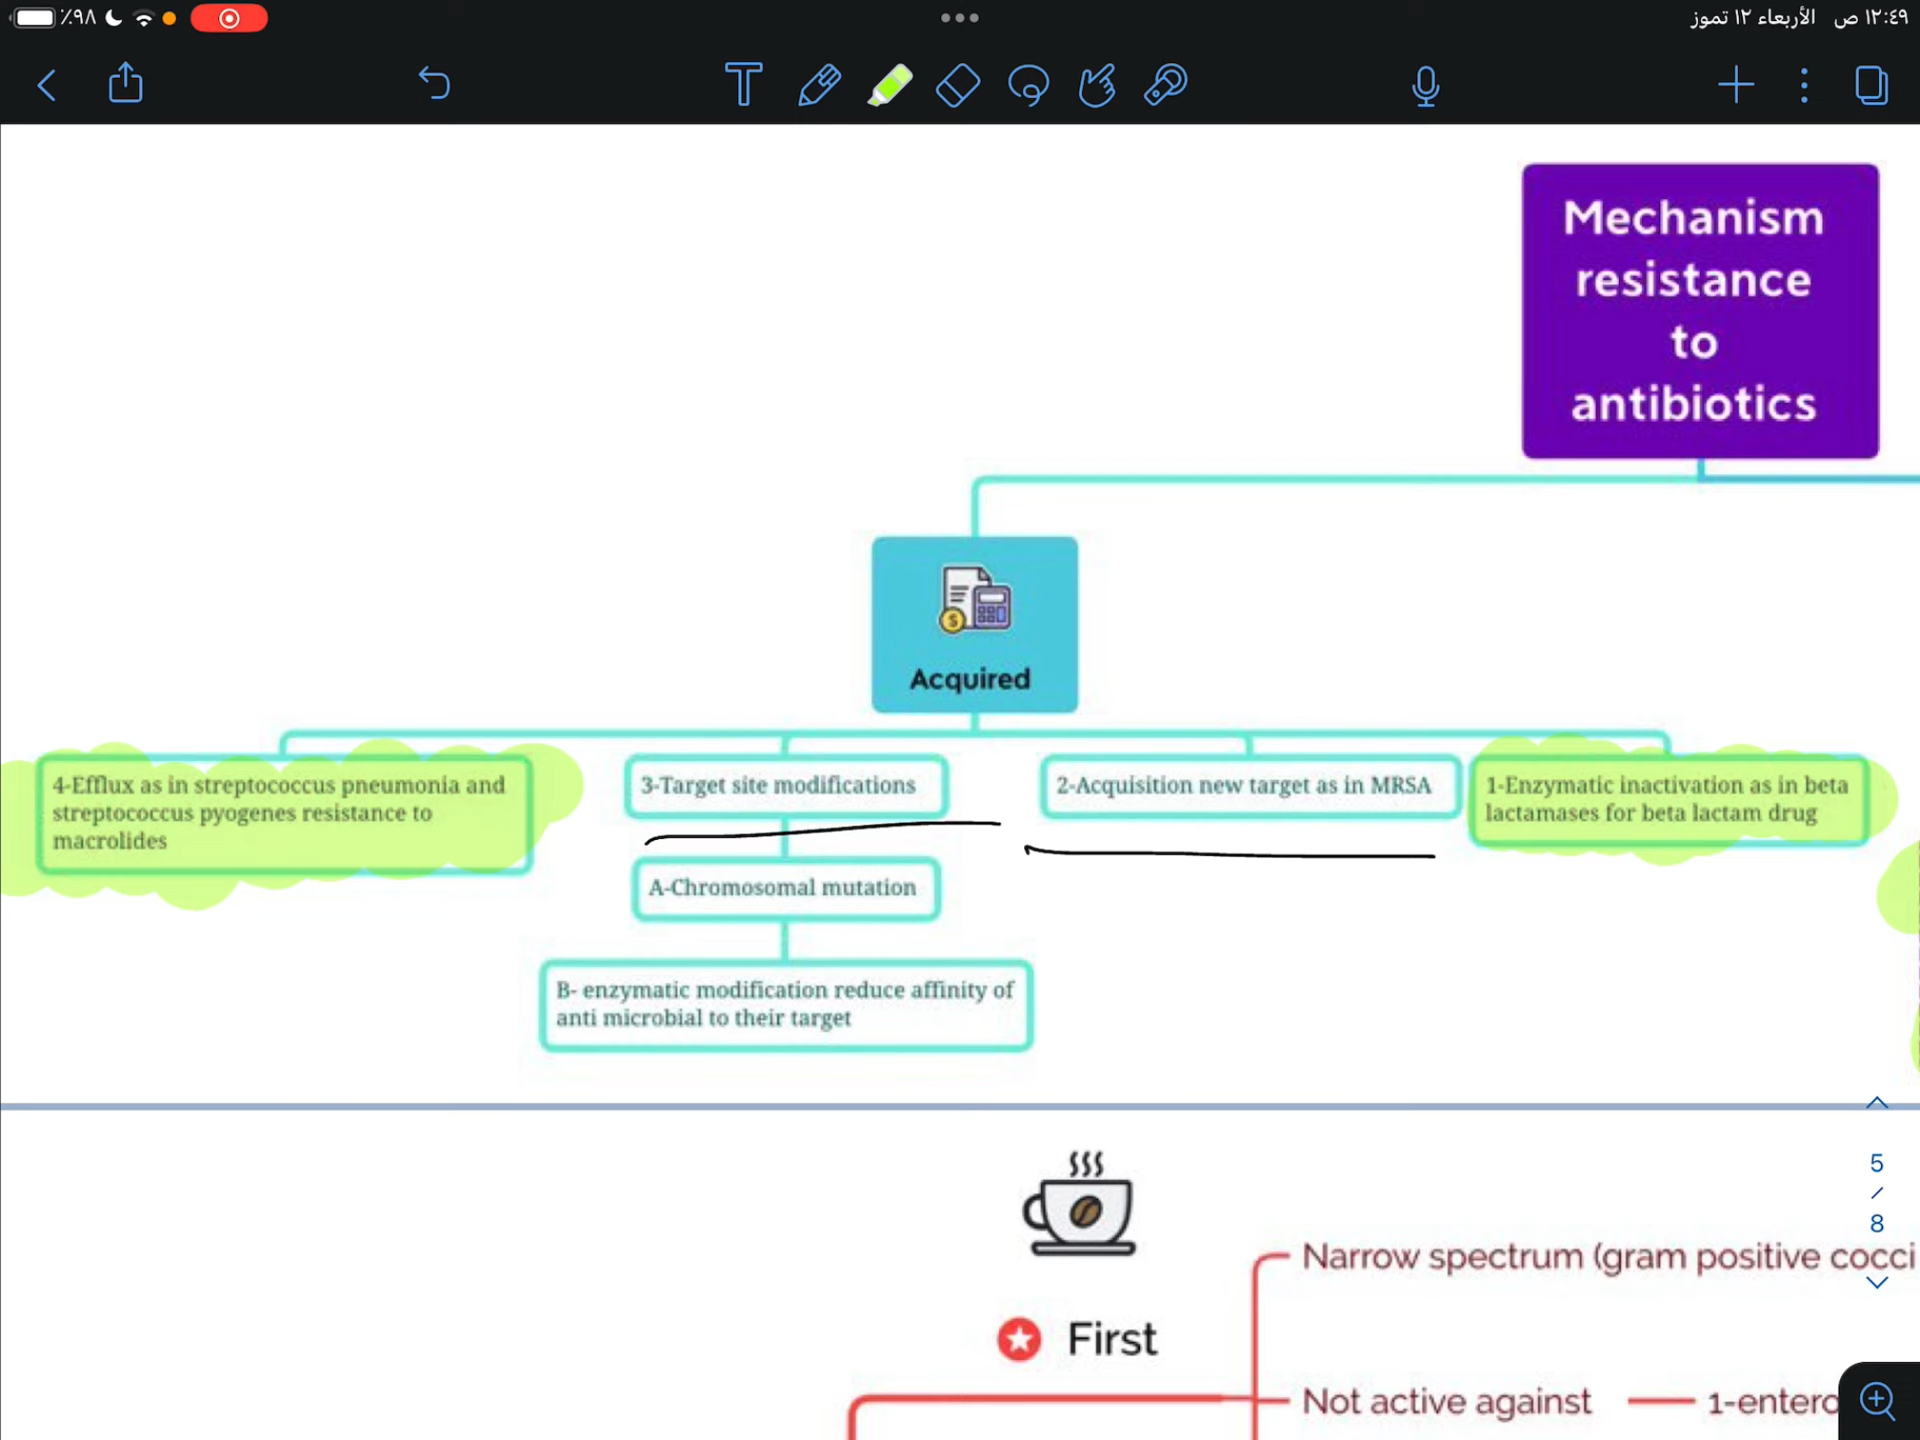 ٪٩٨
١٢:٤٩ ص الأربعاء ١٢ تموز
Mechanism
resistance
to
antibiotics
Acquired
4-Efflux as in streptococcus pneumonia and
streptococcus pyogenes resistance to
macrolides
3-Target site modifications
2-Acquisition new target as in MRSA
1-Enzymatic inactivation as in beta
lactamases for beta lactam drug
A-Chromosomal mutation
B- enzymatic modification reduce affinity of
anti microbial to their target
5
/
8
Narrow spectrum (gram positive cocci
First
Not active against
1-entero